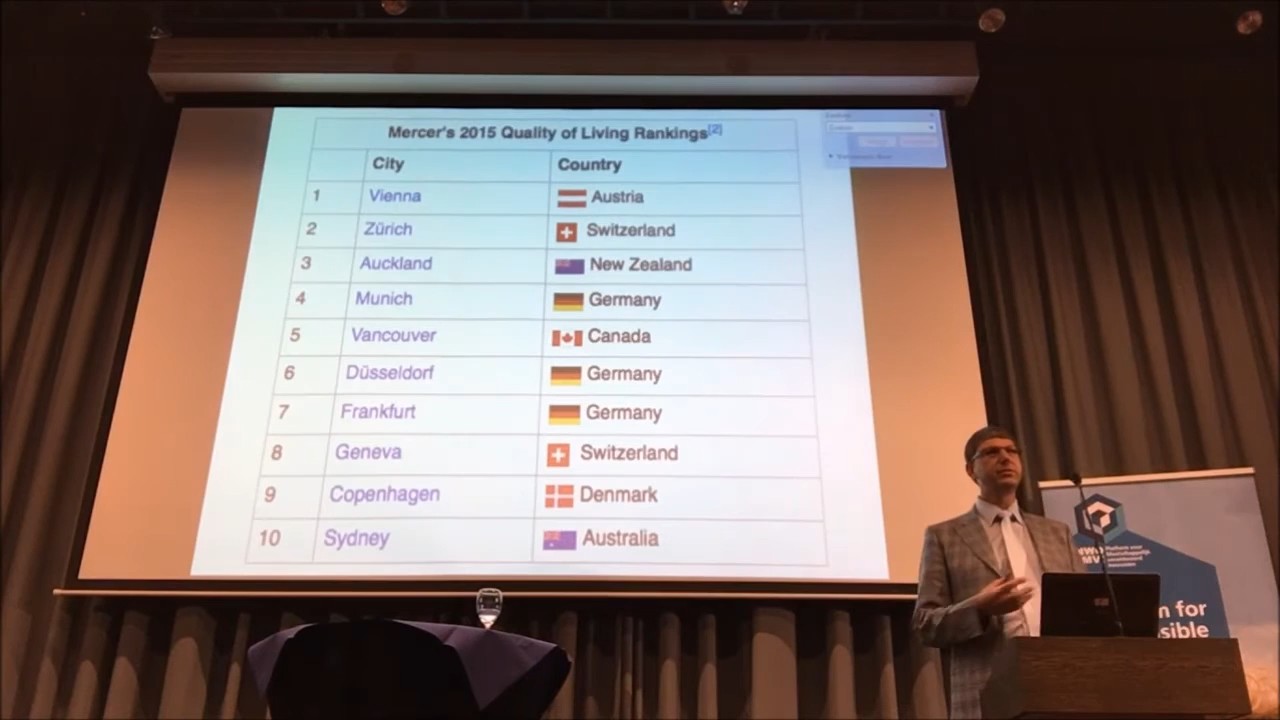 Mercer's 2015 Quality of Living Rankings[2]
City Country
1 Vienna Austria
2 Zürich Switzerland
3 Auckland New Zealand
4 Munich Germany
5 Vancouver Canada
6 Düsseldorf Germany
7 Frankfurt Germany
8 Geneva Switzerland
9 Copenhagen Denmark
10 Sydney Australia
n for
sible